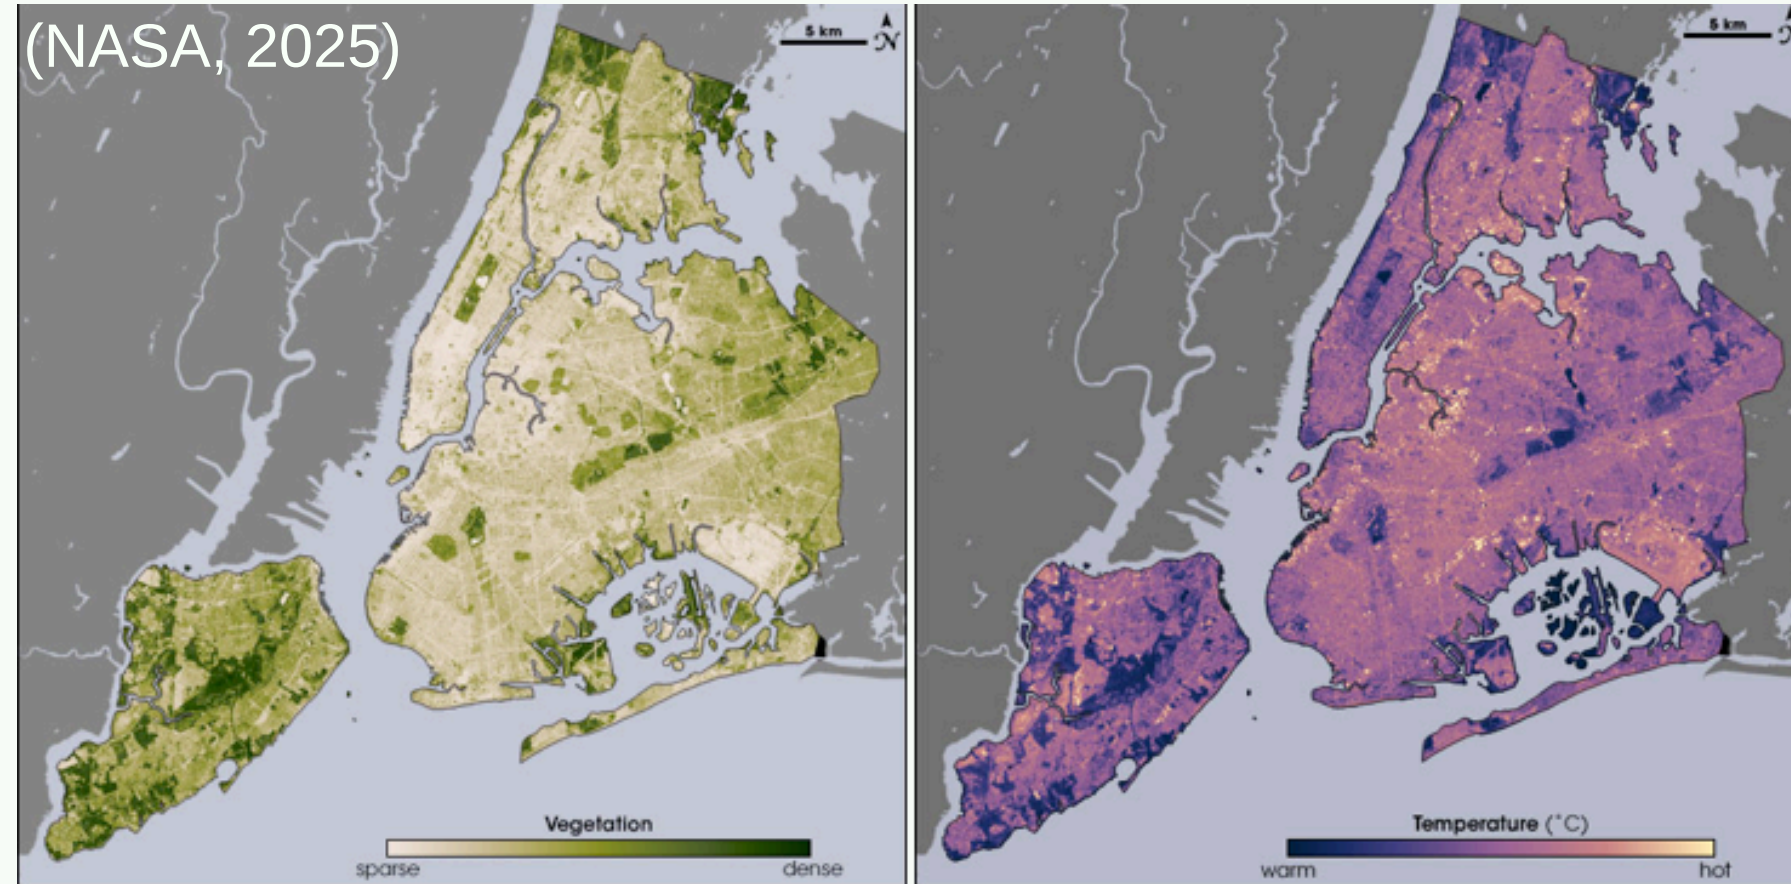 (NASA, 2025)
5 km
N
5 km
Vegetation
sparse
dense
Temperature (°C)
warm
hot